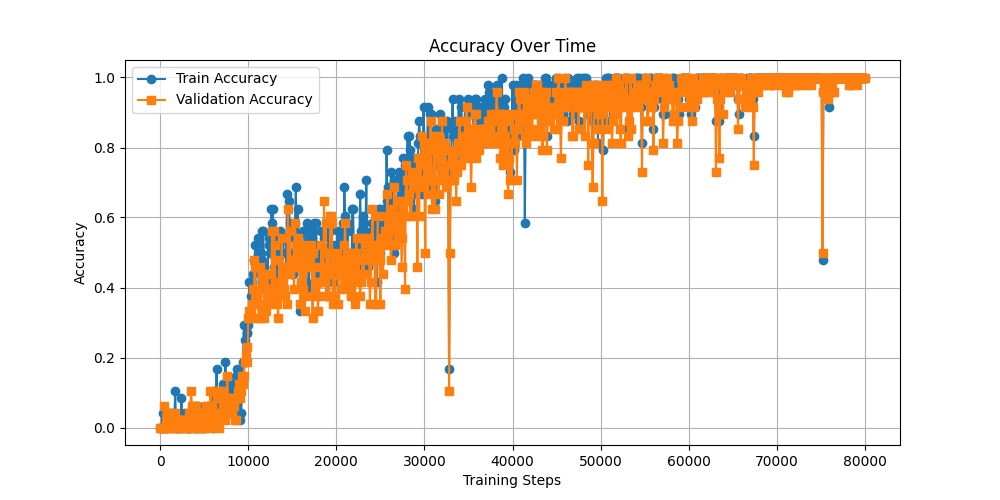 Accuracy Over Time
Train Accuracy
Validation Accuracy
1.0
0.8
0.6
0.4
0.2
0.0
Accuracy
0 10000 20000 30000 40000 50000 60000 70000 80000
Training Steps